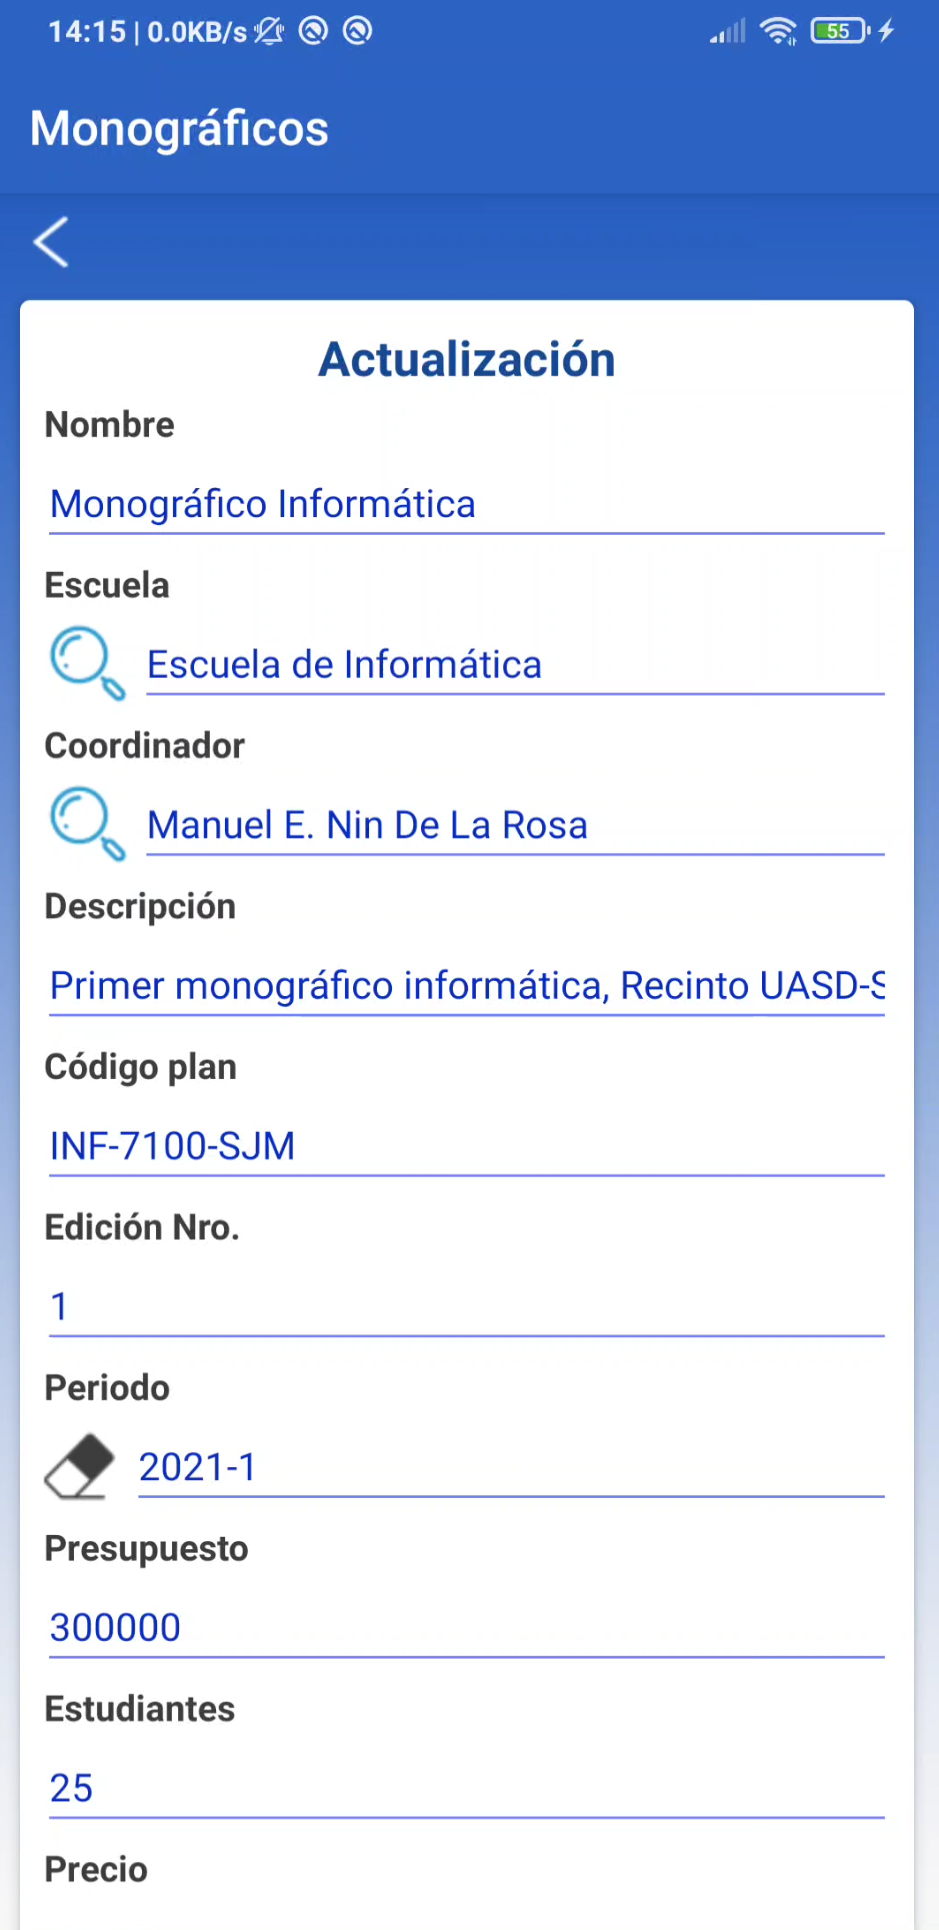 14:15 | 0.0KB/s 55
Monográficos
Actualización
Nombre
Monográfico Informática
Escuela
Escuela de Informática
Coordinador
Manuel E. Nin De La Rosa
Descripción
Primer monográfico informática, Recinto UASD-S
Código plan
INF-7100-SJM
Edición Nro.
1
Periodo
2021-1
Presupuesto
300000
Estudiantes
25
Precio